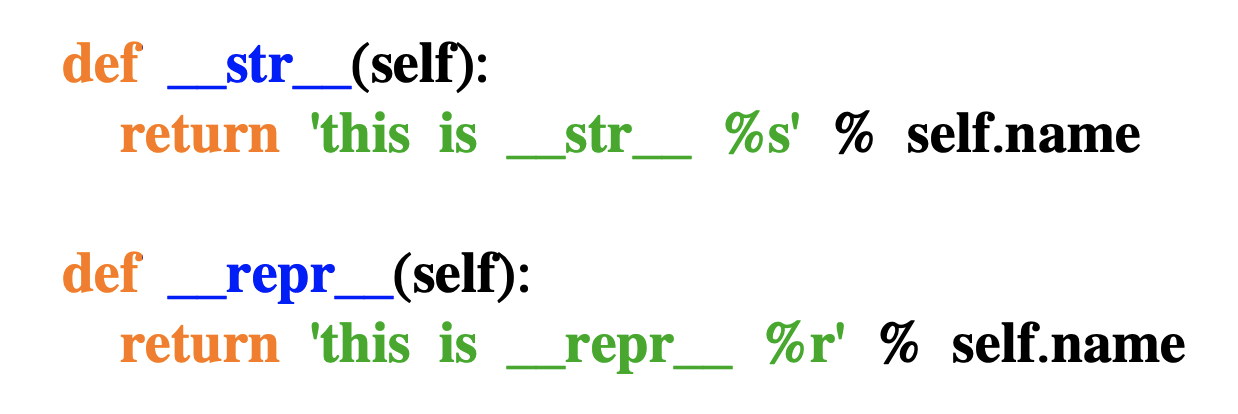 def __str__(self):
return 'this is __str__ %s' % self.name
def __repr__(self):
return 'this is __repr__ %r' % self.name